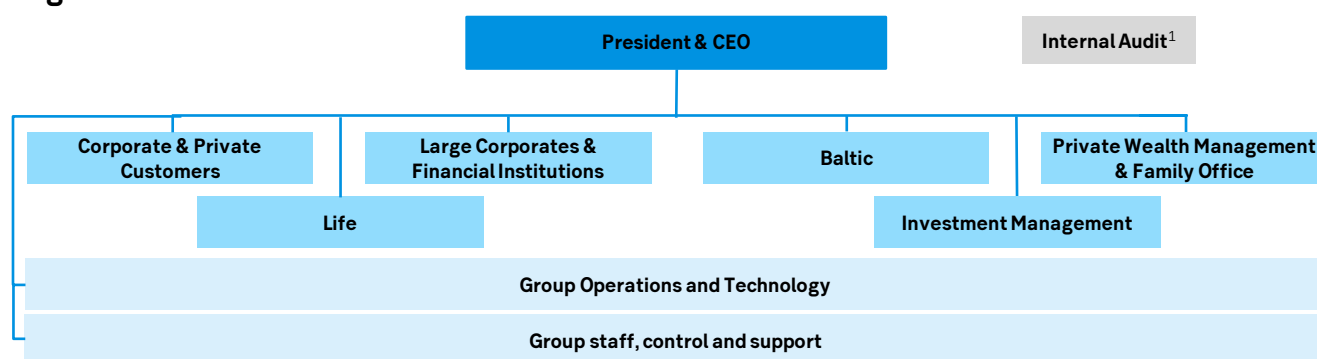 President & CEO
Internal Audit¹
Corporate & Private
Customers
Large Corporates &
Financial Institutions
Baltic
Private Wealth Management
& Family Office
Life
Investment Management
Group Operations and Technology
Group staff, control and support